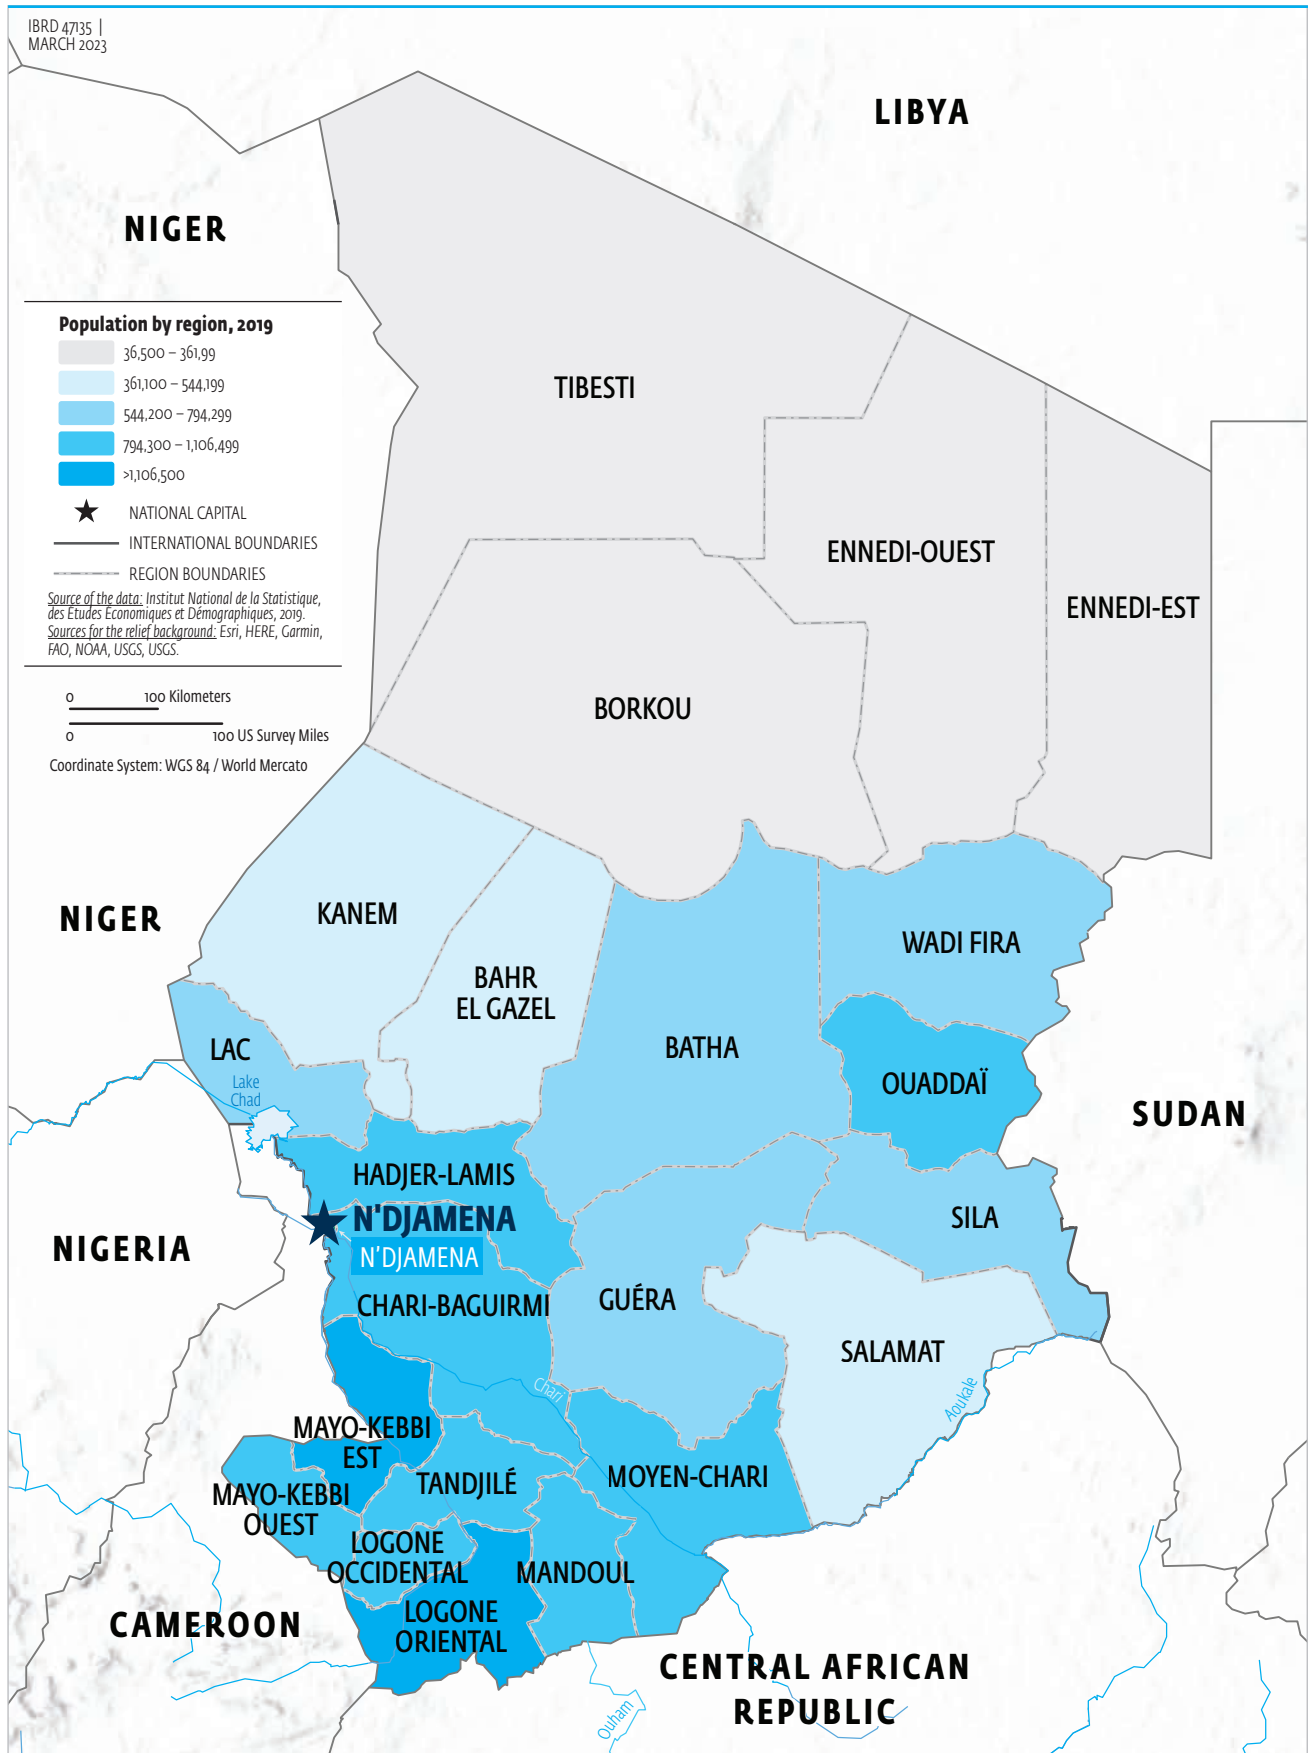 IBRD 47135 |
MARCH 2023
LIBYA
NIGER
Population by region, 2019
36,500 – 361,99
361,100 – 544,199
544,200 – 794,299
794,300 – 1,106,499
>1,106,500
NATIONAL CAPITAL
INTERNATIONAL BOUNDARIES
REGION BOUNDARIES
Source of the data: Institut National de la Statistique,
des Études Économiques et Démographiques, 2019.
Sources for the relief background: Esri, HERE, Garmin,
FAO, NOAA, USGS, USGS.
0 100 Kilometers
0 100 US Survey Miles
Coordinate System: WGS 84 / World Mercato
TIBESTI
ENNEDI-OUEST
ENNEDI-EST
BORKOU
NIGER
KANEM
WADI FIRA
BAHR
EL GAZEL
BATHA
LAC
Lake
Chad
OUADDAÏ
SUDAN
HADJER-LAMIS
N'DJAMENA
N'DJAMENA
SILA
NIGERIA
CHARI-BAGUIRMI
GUÉRA
SALAMAT
Chari
Aoukale
MAYO-KEBBI
EST
TANDJILÉ
MOYEN-CHARI
MAYO-KEBBI
OUEST
LOGONE
OCCIDENTAL
MANDOUL
LOGONE
ORIENTAL
CAMEROON
CENTRAL AFRICAN
REPUBLIC
Ouham